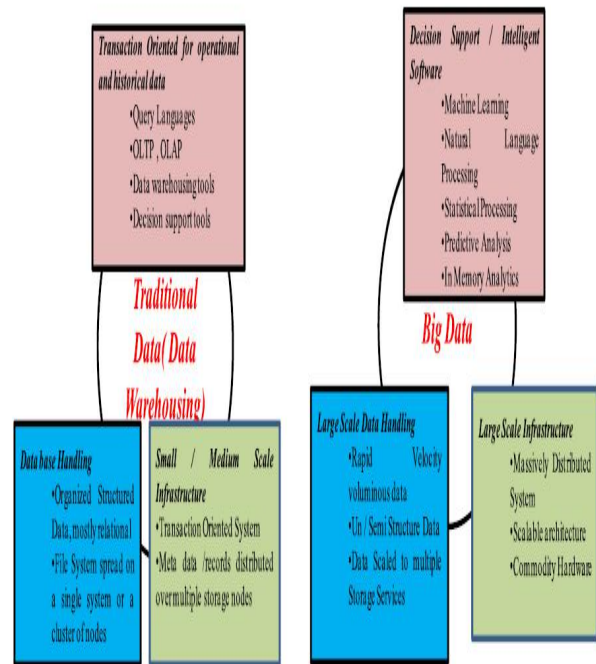 Transaction Oriented for operational
and historical data
•Query Languages
•OLTP , OLAP
•Data warehousing tools
•Decision support tools
Traditional
Data( Data
Warehousing)
Data base Handling
•Organized Structured
Data, mostly relational
•File System spread on
a single system or a
cluster of nodes
Small / Medium Scale
Infrastructure
•Transaction Oriented System
•Meta data /records distributed
over multiple storage nodes
Decision Support / Intelligent
Software
•Machine Learning
•Natural Language
Processing
•Statistical Processing
•Predictive Analysis
•In Memory Analytics
Big Data
Large Scale Data Handling
•Rapid Velocity
voluminous data
•Un / Semi Structure Data
•Data Scaled to multiple
Storage Services
Large Scale Infrastructure
•Massively Distributed
System
•Scalable architecture
•Commodity Hardware